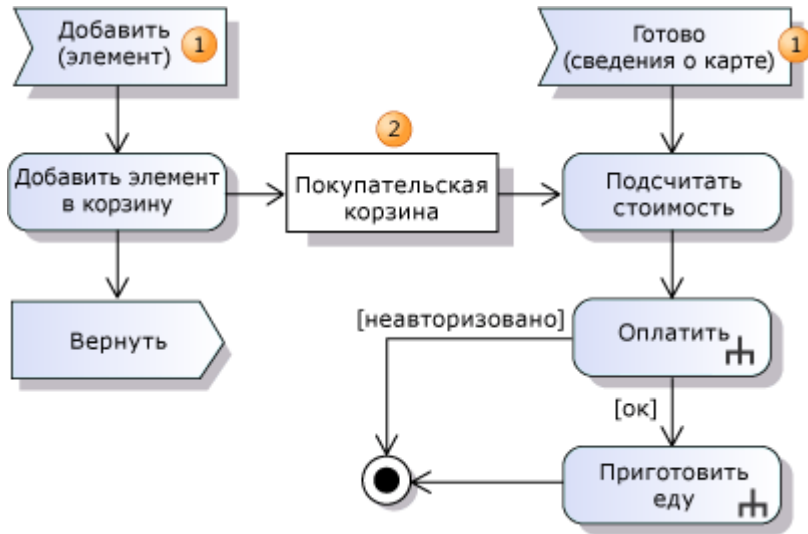 Добавить
(элемент)
1
Готово
(сведения о карте)
1
2
Добавить элемент
в корзину
Покупательская
корзина
Подсчитать
стоимость
Вернуть
[неавторизовано]
Оплатить
[ок]
Приготовить
еду